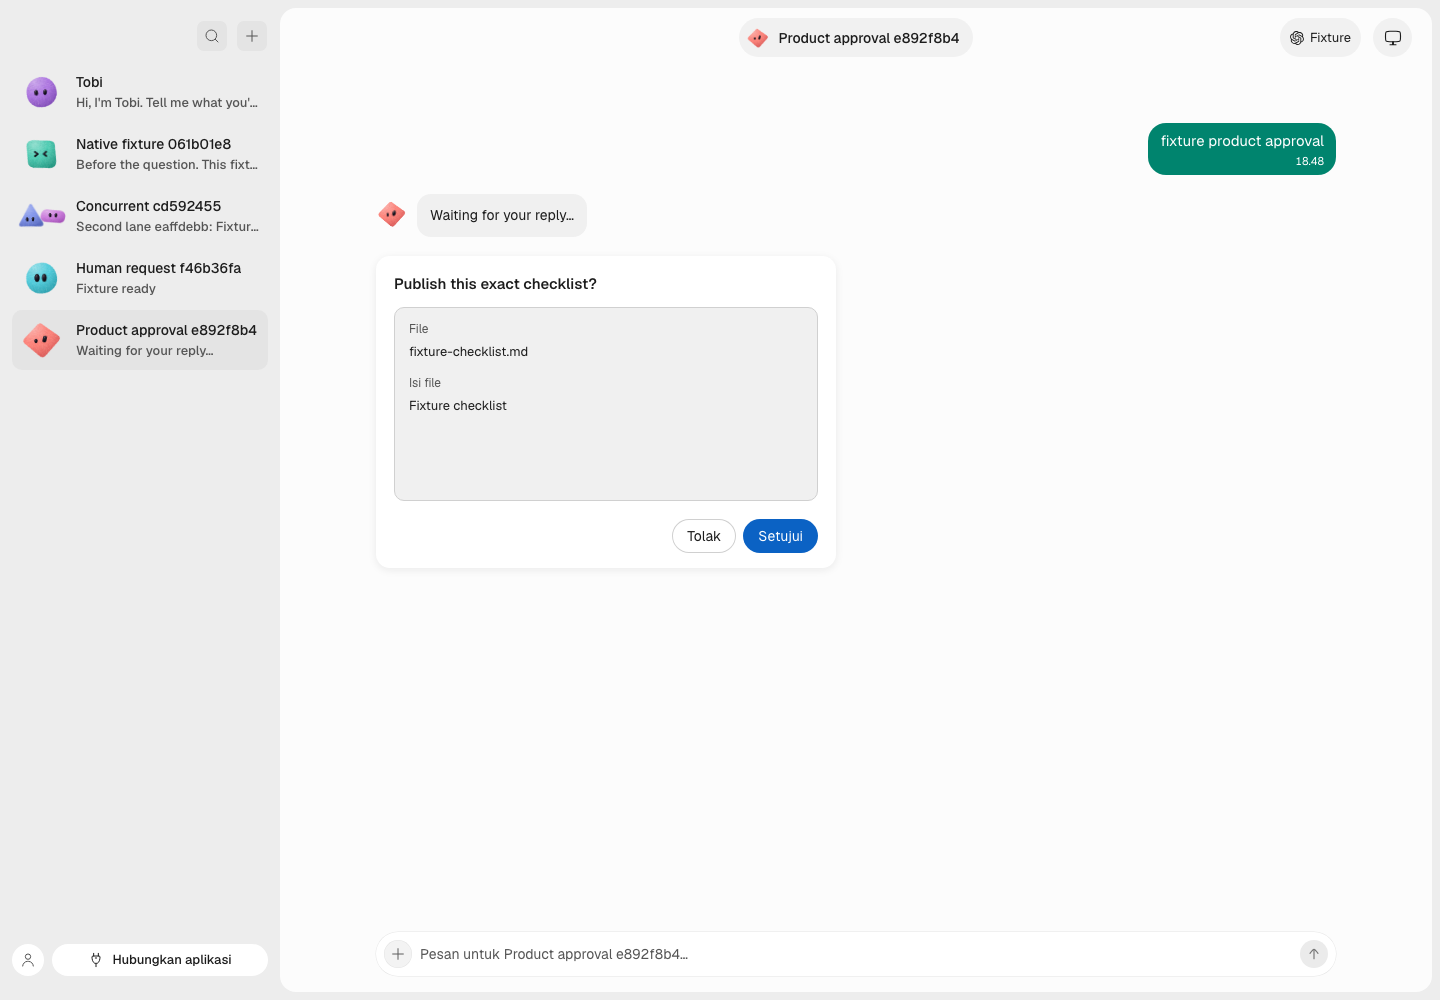 Tobi
Hi, I'm Tobi. Tell me what you'...
Native fixture 061b01e8
Before the question. This fixt...
Concurrent cd592455
Second lane eaffdebb: Fixtur...
Human request f46b36fa
Fixture ready
Product approval e892f8b4
Waiting for your reply...
Hubungkan aplikasi
Product approval e892f8b4
Fixture
fixture product approval
18.48
Waiting for your reply...
Publish this exact checklist?
File
fixture-checklist.md
Isi file
Fixture checklist
Tolak
Setujui
Pesan untuk Product approval e892f8b4...